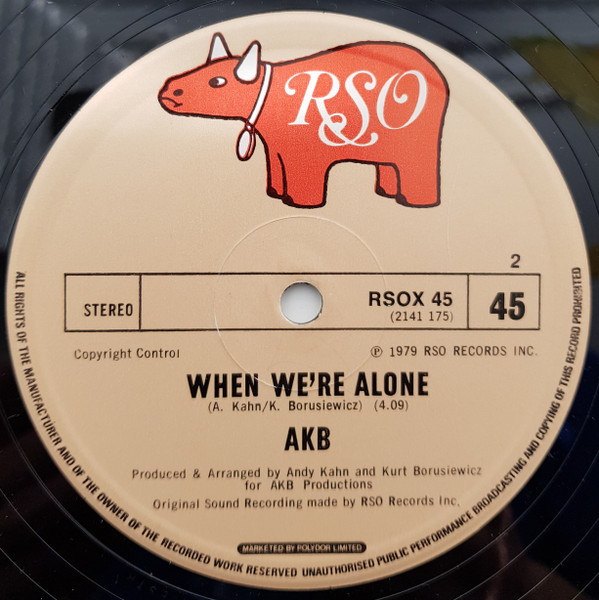 RSO
2
STEREO
RSOX 45
(2141 175)
45
Copyright Control
℗ 1979 RSO RECORDS INC.
WHEN WE'RE ALONE
(A. Kahn/K. Borusiewicz) (4.09)
AKB
Produced & Arranged by Andy Kahn and Kurt Borusiewicz
for AKB Productions
Original Sound Recording made by RSO Records Inc.
MARKETED BY POLYDOR LIMITED
ALL RIGHTS OF THE MANUFACTURER AND OF THE OWNER OF THE RECORDED WORK RESERVED UNAUTHORISED PUBLIC PERFORMANCE BROADCASTING AND COPYING OF THIS RECORD PROHIBITED